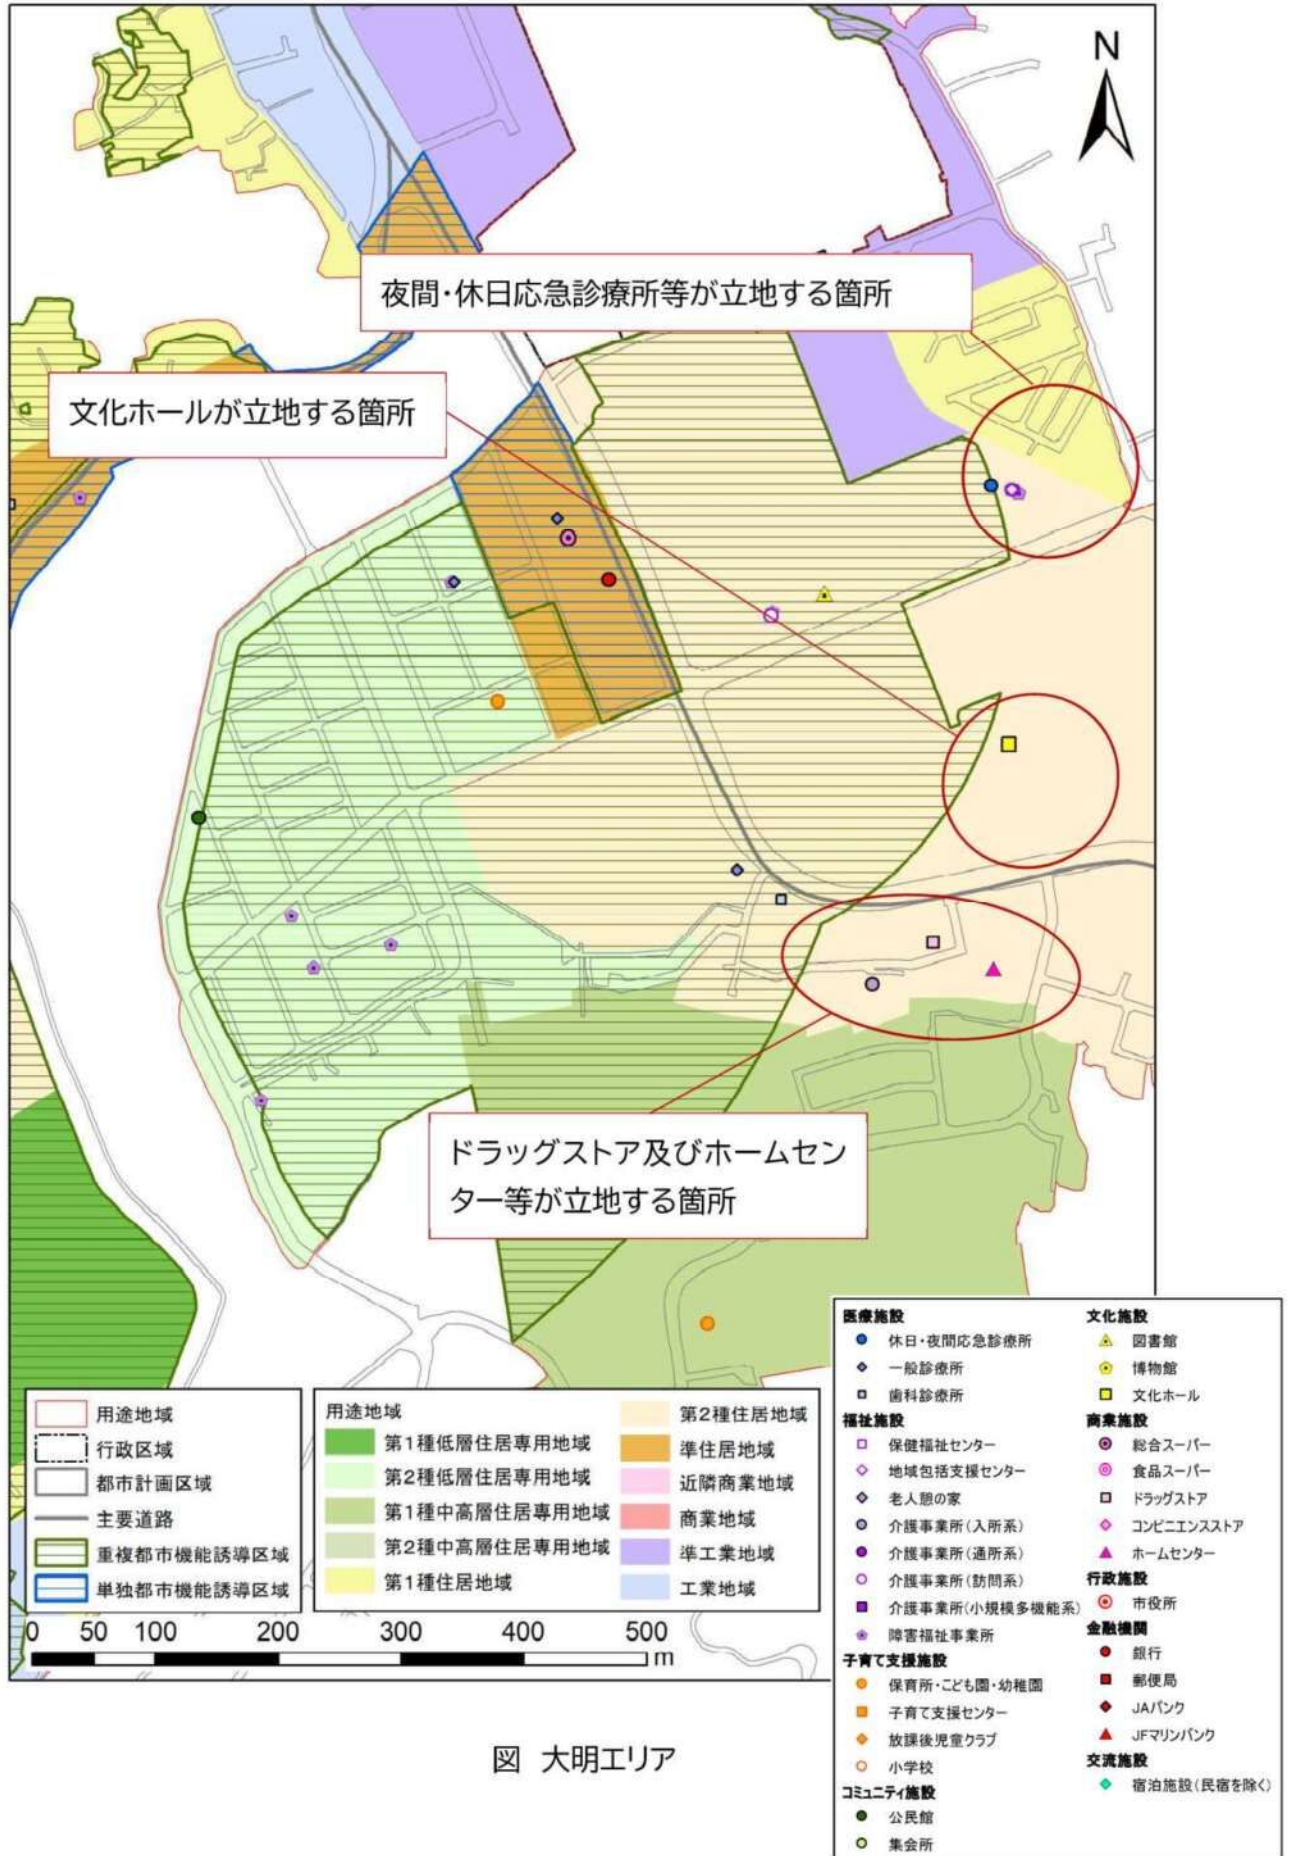 N
夜間・休日応急診療所等が立地する箇所
文化ホールが立地する箇所
ドラッグストア及びホームセン
ター等が立地する箇所
用途地域
行政区域
都市計画区域
主要道路
重複都市機能誘導区域
単独都市機能誘導区域
用途地域
第1種低層住居専用地域
第2種低層住居専用地域
第1種中高層住居専用地域
第2種中高層住居専用地域
第1種住居地域
第2種住居地域
準住居地域
近隣商業地域
商業地域
準工業地域
工業地域
0 50 100 200 300 400 500
m
医療施設
休日・夜間応急診療所
一般診療所
歯科診療所
福祉施設
保健福祉センター
地域包括支援センター
老人憩の家
介護事業所(入所系)
介護事業所(通所系)
介護事業所(訪問系)
介護事業所(小規模多機能系)
障害福祉事業所
子育て支援施設
保育所・こども園・幼稚園
子育て支援センター
放課後児童クラブ
小学校
コミュニティ施設
公民館
集会所
文化施設
図書館
博物館
文化ホール
商業施設
総合スーパー
食品スーパー
ドラッグストア
コンビニエンスストア
ホームセンター
行政施設
市役所
金融機関
銀行
郵便局
JAバンク
JFマリンバンク
交流施設
宿泊施設(民宿を除く)
図 大明エリア